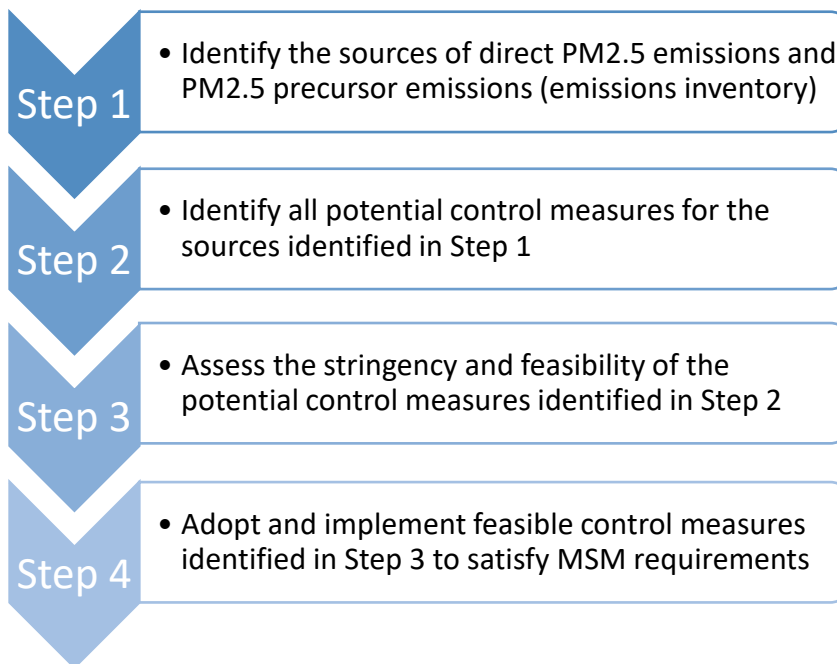 Step 1
• Identify the sources of direct PM2.5 emissions and
PM2.5 precursor emissions (emissions inventory)
Step 2
• Identify all potential control measures for the
sources identified in Step 1
Step 3
• Assess the stringency and feasibility of the
potential control measures identified in Step 2
Step 4
• Adopt and implement feasible control measures
identified in Step 3 to satisfy MSM requirements